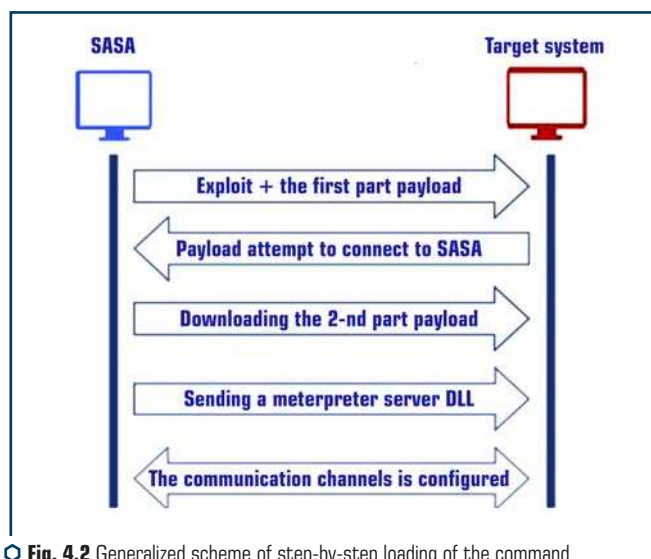 SASA
Target system
Exploit + the first part payload
Payload attempt to connect to SASA
Downloading the 2-nd part payload
Sending a meterpreter server DLL
The communication channels is configured
Fig. 4.2 Generalized scheme of step-by-step loading of the command